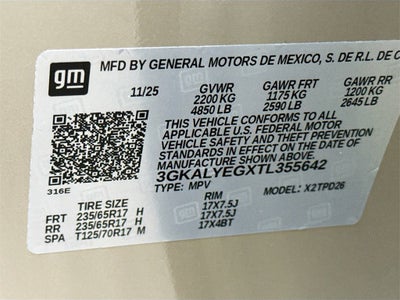 gm MFD BY GENERAL MOTORS DE MEXICO, S. DE R.L. DE C
11/25 GVWR GAWR FRT GAWR RR
2200 KG 1175 KG 1200 KG
4850 LB 2590 LB 2645 LB
THIS VEHICLE CONFORMS TO ALL
APPLICABLE U.S. FEDERAL MOTOR
VEHICLE SAFETY AND THEFT PREVENTION
STANDARDS IN EFFECT ON THE DATE OF
MANUFACTURE SHOWN ABOVE.
3GKALYEGXTL355642
316E TYPE: MPV MODEL: X2TPD26
TIRE SIZE RIM
FRT 235/65R17 H 17X7.5J
RR 235/65R17 H 17X7.5J
SPA T125/70R17 M 17X4BT